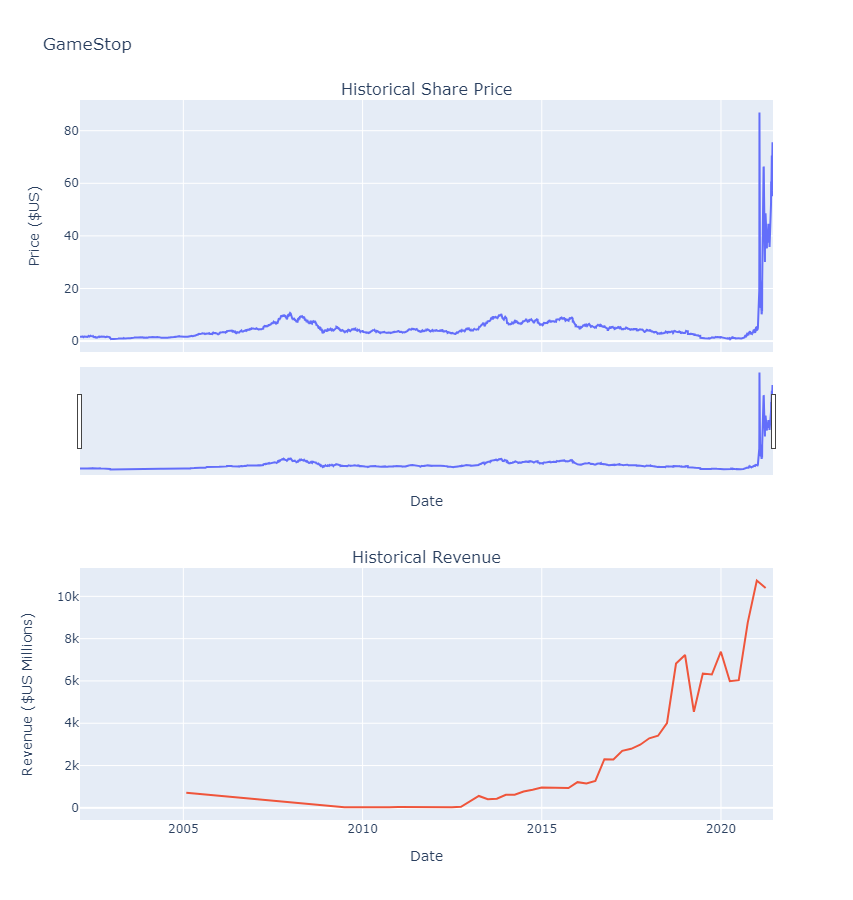 GameStop
Historical Share Price
80
60
40
20
0
Price ($US)
Date
Historical Revenue
10k
8k
6k
4k
2k
0
Revenue ($US Millions)
2005
2010
2015
2020
Date